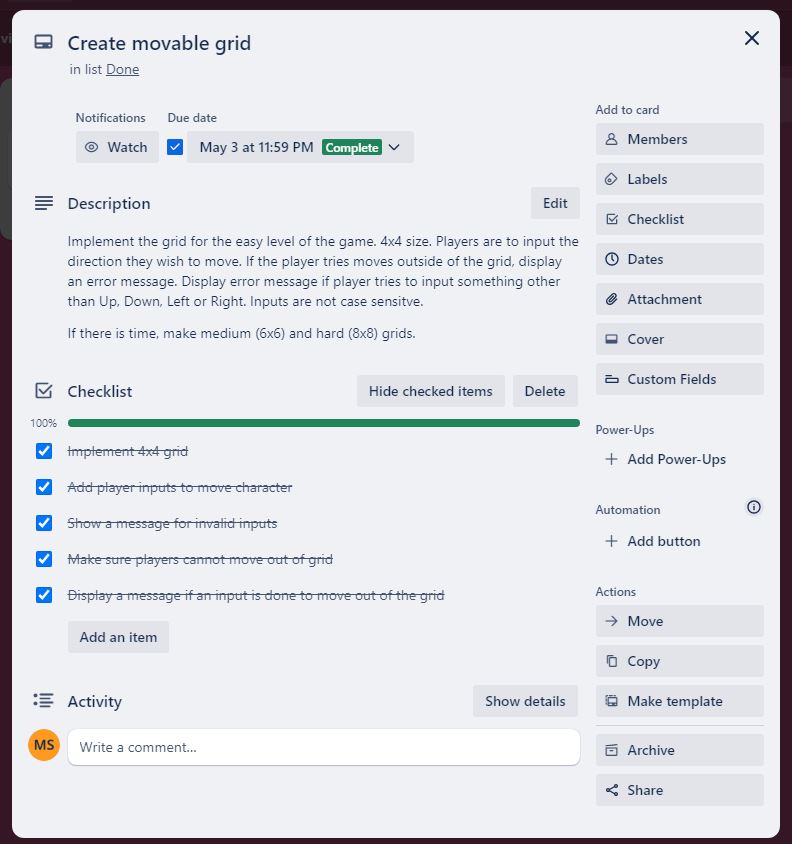 Create movable grid
in list Done
Notifications
Due date
Watch
May 3 at 11:59 PM Complete
Description
Edit
Implement the grid for the easy level of the game. 4x4 size. Players are to input the
direction they wish to move. If the player tries moves outside of the grid, display
an error message. Display error message if player tries to input something other
than Up, Down, Left or Right. Inputs are not case sensitve.
If there is time, make medium (6x6) and hard (8x8) grids.
Checklist
Hide checked items
Delete
100%
Implement 4x4 grid
Add player inputs to move character
Show a message for invalid inputs
Make sure players cannot move out of grid
Display a message if an input is done to move out of the grid
Add an item
Activity
Show details
MS
Write a comment...
Add to card
Members
Labels
Checklist
Dates
Attachment
Cover
Custom Fields
Power-Ups
Add Power-Ups
Automation
Add button
Actions
Move
Copy
Make template
Archive
Share